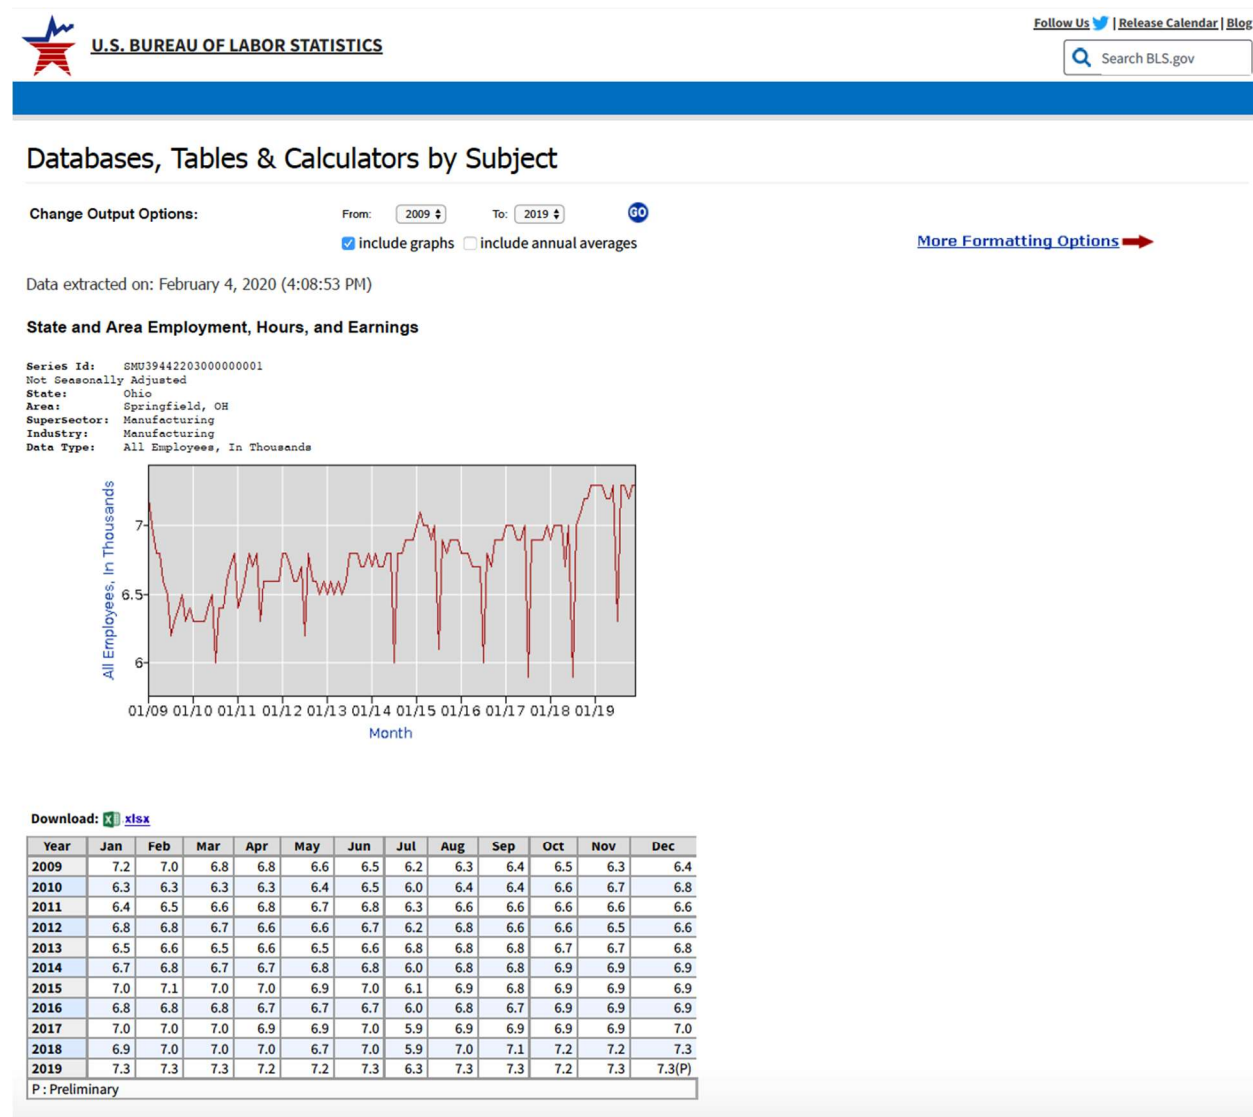 Follow Us | Release Calendar | Blog
U.S. BUREAU OF LABOR STATISTICS
Search BLS.gov
Databases, Tables & Calculators by Subject
Change Output Options: From: 2009 To: 2019 GO
include graphs include annual averages
More Formatting Options
Data extracted on: February 4, 2020 (4:08:53 PM)
State and Area Employment, Hours, and Earnings
Series Id: SMU39442203000000001
Not Seasonally Adjusted
State: Ohio
Area: Springfield, OH
SuperSector: Manufacturing
Industry: Manufacturing
Data Type: All Employees, In Thousands
All Employees, In Thousands
7
6.5
6
01/09 01/10 01/11 01/12 01/13 01/14 01/15 01/16 01/17 01/18 01/19
Month
Download: X .xlsx
Year Jan Feb Mar Apr May Jun Jul Aug Sep Oct Nov Dec
2009 7.2 7.0 6.8 6.8 6.6 6.5 6.2 6.3 6.4 6.5 6.3 6.4
2010 6.3 6.3 6.3 6.3 6.4 6.5 6.0 6.4 6.4 6.6 6.7 6.8
2011 6.4 6.5 6.6 6.8 6.7 6.8 6.3 6.6 6.6 6.6 6.6 6.6
2012 6.8 6.8 6.7 6.6 6.6 6.7 6.2 6.8 6.6 6.6 6.5 6.6
2013 6.5 6.6 6.5 6.6 6.5 6.6 6.8 6.8 6.8 6.7 6.7 6.8
2014 6.7 6.8 6.7 6.7 6.8 6.8 6.0 6.8 6.8 6.9 6.9 6.9
2015 7.0 7.1 7.0 7.0 6.9 7.0 6.1 6.9 6.8 6.9 6.9 6.9
2016 6.8 6.8 6.8 6.7 6.7 6.7 6.0 6.8 6.7 6.9 6.9 6.9
2017 7.0 7.0 7.0 6.9 6.9 7.0 5.9 6.9 6.9 6.9 6.9 7.0
2018 6.9 7.0 7.0 7.0 6.7 7.0 5.9 7.0 7.1 7.2 7.2 7.3
2019 7.3 7.3 7.3 7.2 7.2 7.3 6.3 7.3 7.3 7.2 7.3 7.3(P)
P : Preliminary